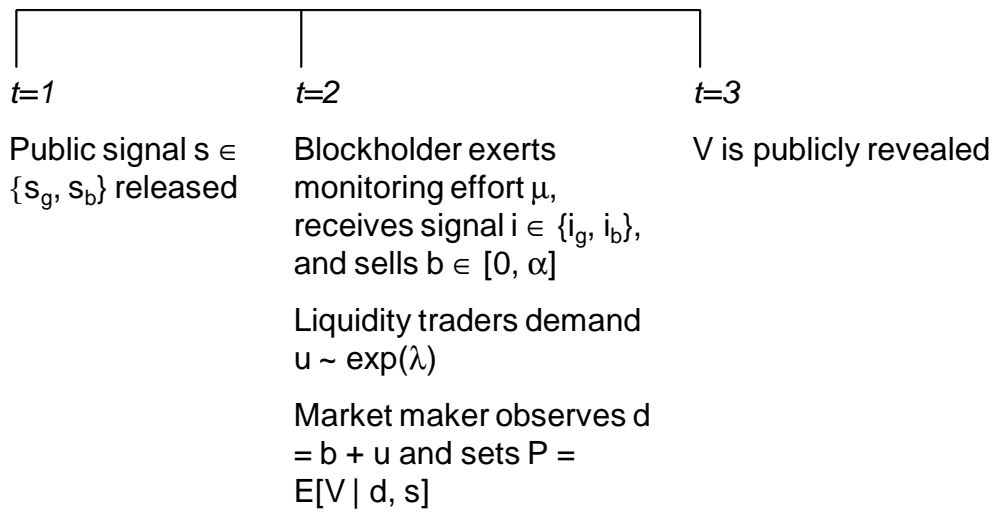 t=1
Public signal s ∈
{s_g, s_b} released
t=2
Blockholder exerts
monitoring effort μ,
receives signal i ∈ {i_g, i_b},
and sells b ∈ [0, α]
Liquidity traders demand
u ~ exp(λ)
Market maker observes d
= b + u and sets P =
E[V | d, s]
t=3
V is publicly revealed